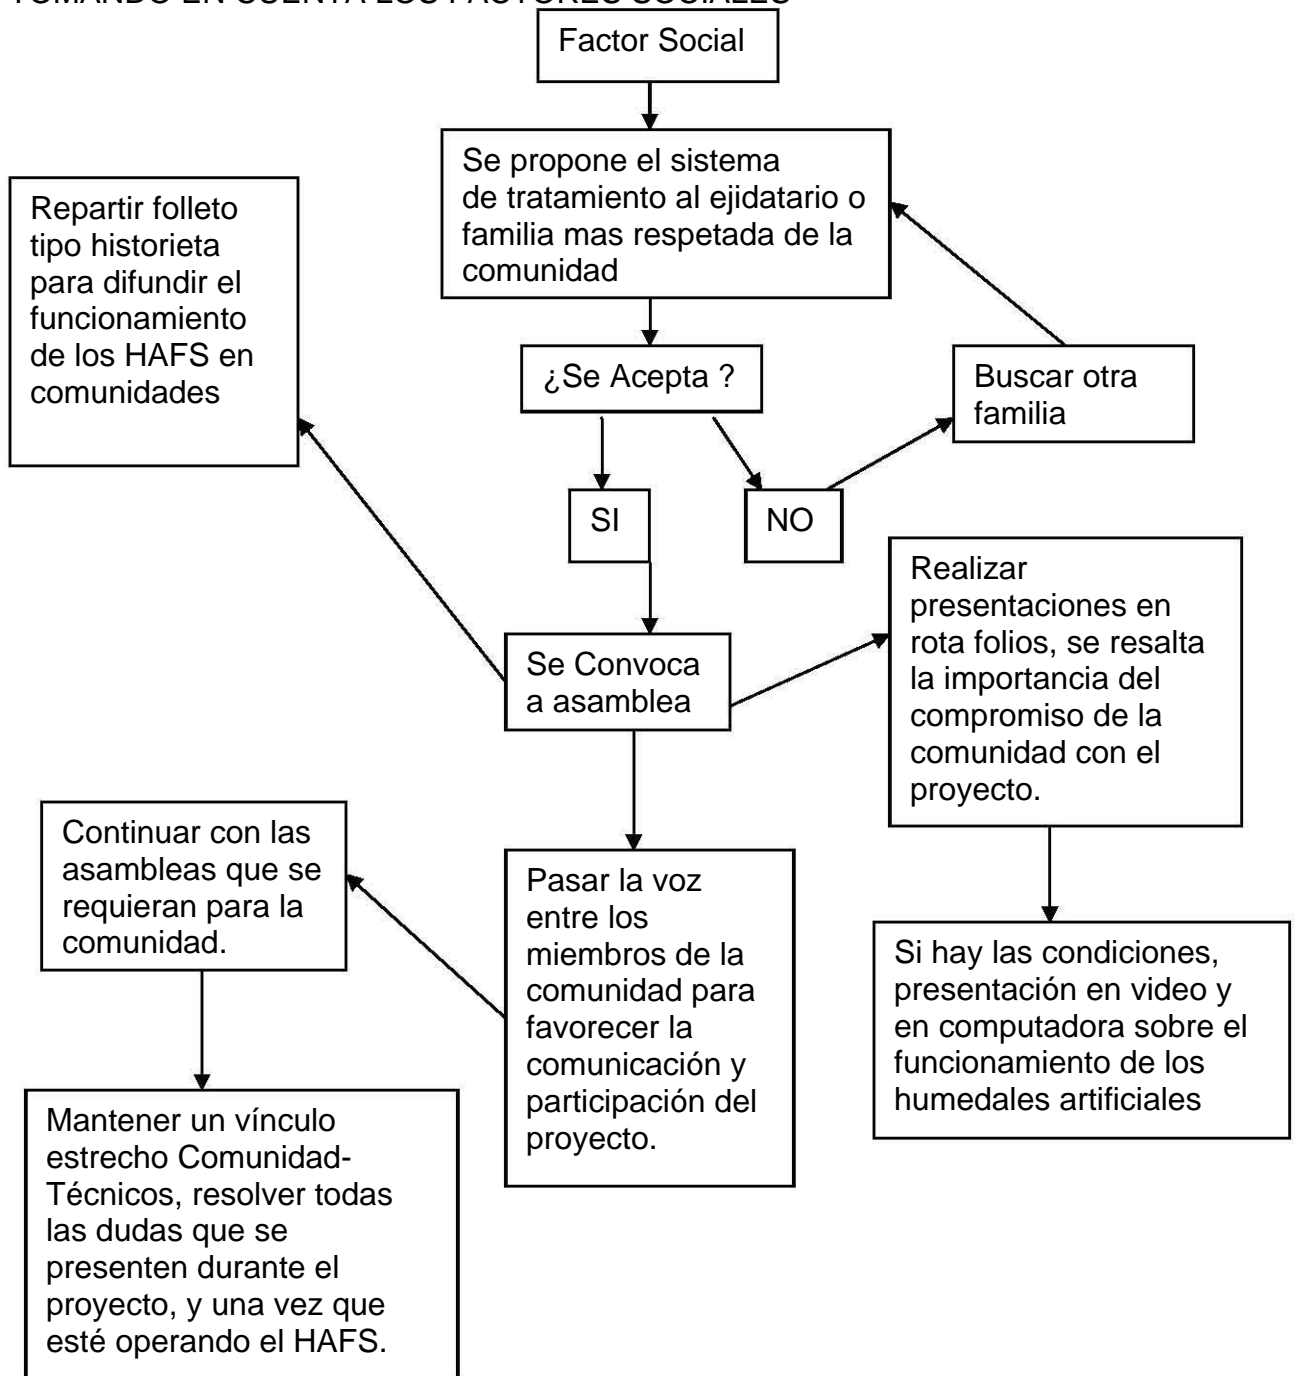 TOMANDO EN CUENTA LOS FACTORES SOCIALES
Factor Social
Se propone el sistema
de tratamiento al ejidatario o
familia mas respetada de la
comunidad
Repartir folleto
tipo historieta
para difundir el
funcionamiento
de los HAFS en
comunidades
¿Se Acepta ?
Buscar otra
familia
SI
NO
Realizar
presentaciones en
rota folios, se resalta
la importancia del
compromiso de la
comunidad con el
proyecto.
Se Convoca
a asamblea
Continuar con las
asambleas que se
requieran para la
comunidad.
Pasar la voz
entre los
miembros de la
comunidad para
favorecer la
comunicación y
participación del
proyecto.
Si hay las condiciones,
presentación en video y
en computadora sobre el
funcionamiento de los
humedales artificiales
Mantener un vínculo
estrecho Comunidad-
Técnicos, resolver todas
las dudas que se
presenten durante el
proyecto, y una vez que
esté operando el HAFS.